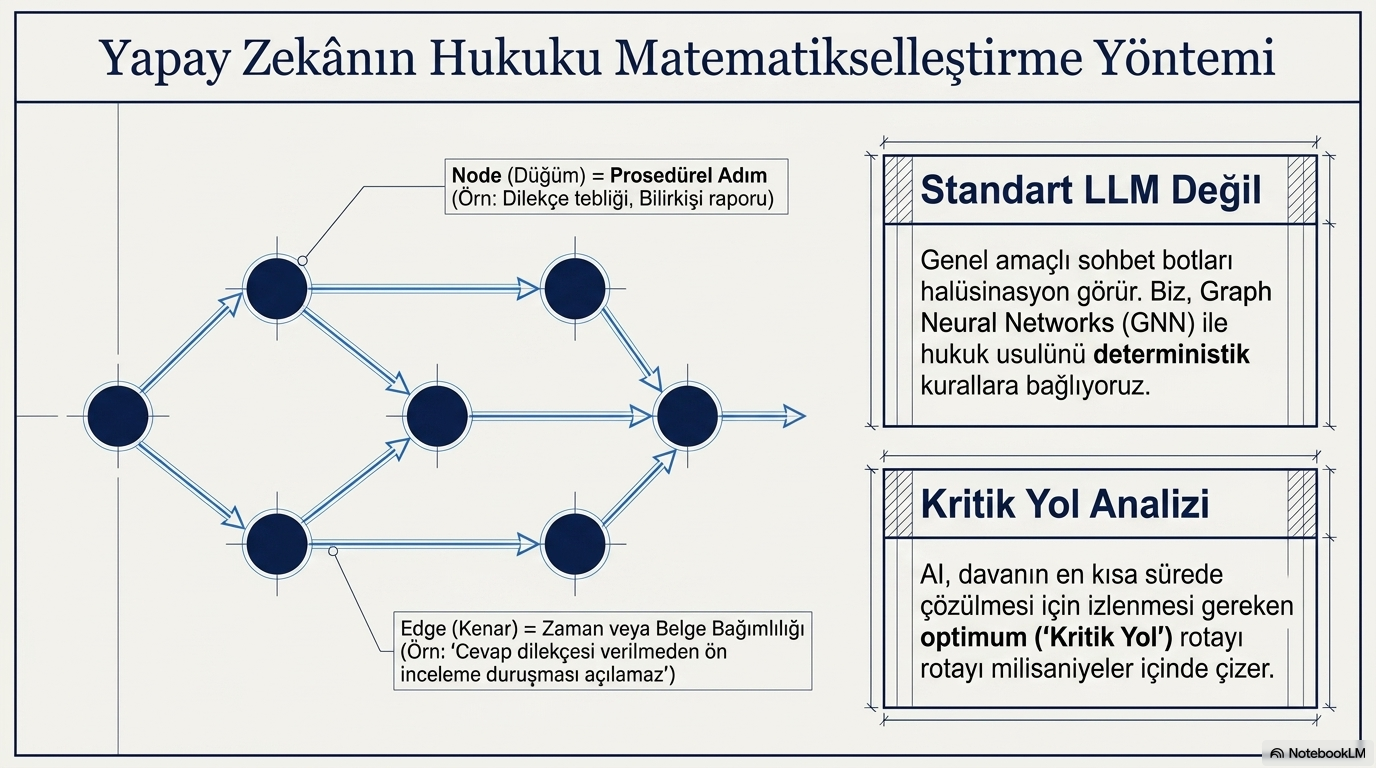 Yapay Zekânın Hukuku Matematikselleştirme Yöntemi
Node (Düğüm) = Prosedürel Adım
(Örn: Dilekçe tebliği, Bilirkişi raporu)
Edge (Kenar) = Zaman veya Belge Bağımlılığı
(Örn: ‘Cevap dilekçesi verilmeden ön
inceleme duruşması açılamaz’)
Standart LLM Değil
Genel amaçlı sohbet botları
halüsinasyon görür. Biz, Graph
Neural Networks (GNN) ile
hukuk usulünü deterministik
kurallara bağlıyoruz.
Kritik Yol Analizi
AI, davanın en kısa sürede
çözülmesi için izlenmesi gereken
optimum (‘Kritik Yol’) rotayı
rotayı milisaniyeler içinde çizer.
NotebookLM